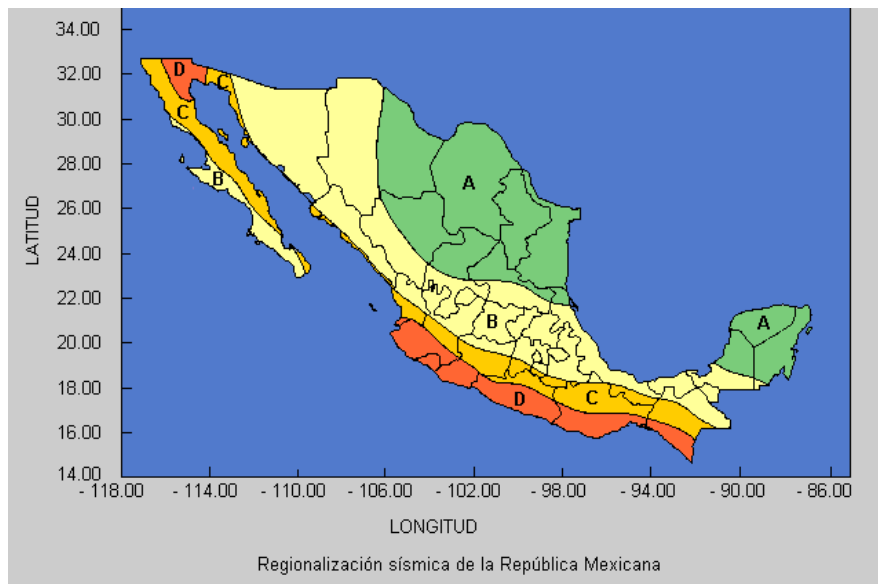 34.00
32.00
30.00
28.00
26.00
24.00
22.00
20.00
18.00
16.00
14.00
LATITUD
D
C
C
B
A
A
B
C
D
- 118.00 - 114.00 - 110.00 - 106.00 - 102.00 - 98.00 - 94.00 - 90.00 - 86.00
LONGITUD
Regionalización sísmica de la República Mexicana